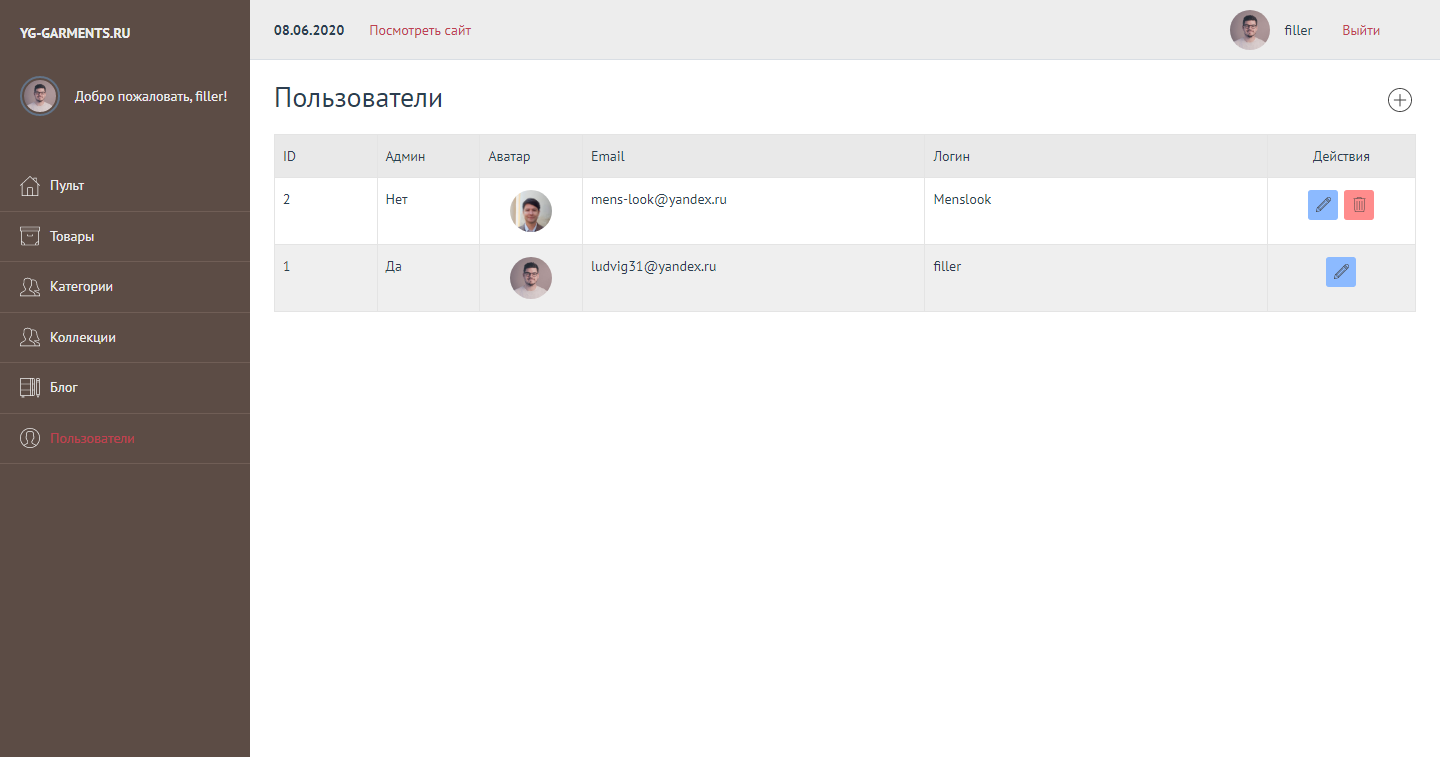 YG-GARMENTS.RU
08.06.2020 Посмотреть сайт filler Выйти
Добро пожаловать, filler!
Пульт
Товары
Категории
Коллекции
Блог
Пользователи
Пользователи
ID Админ Аватар Email Логин Действия
2 Нет mens-look@yandex.ru Menslook
1 Да ludvig31@yandex.ru filler